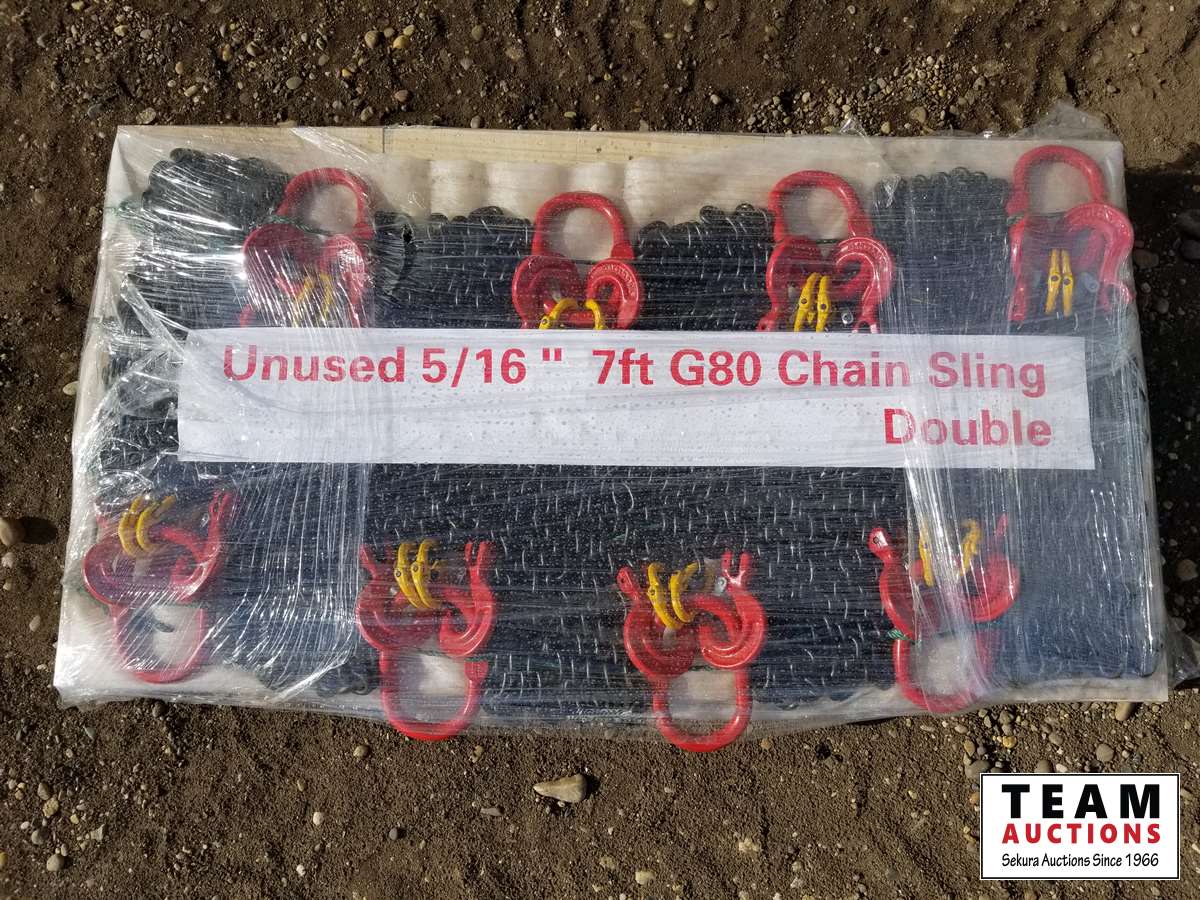 Unused 5/16 " 7ft G80 Chain Sling
Double
TEAM
AUCTIONS
Sekura Auctions Since 1966